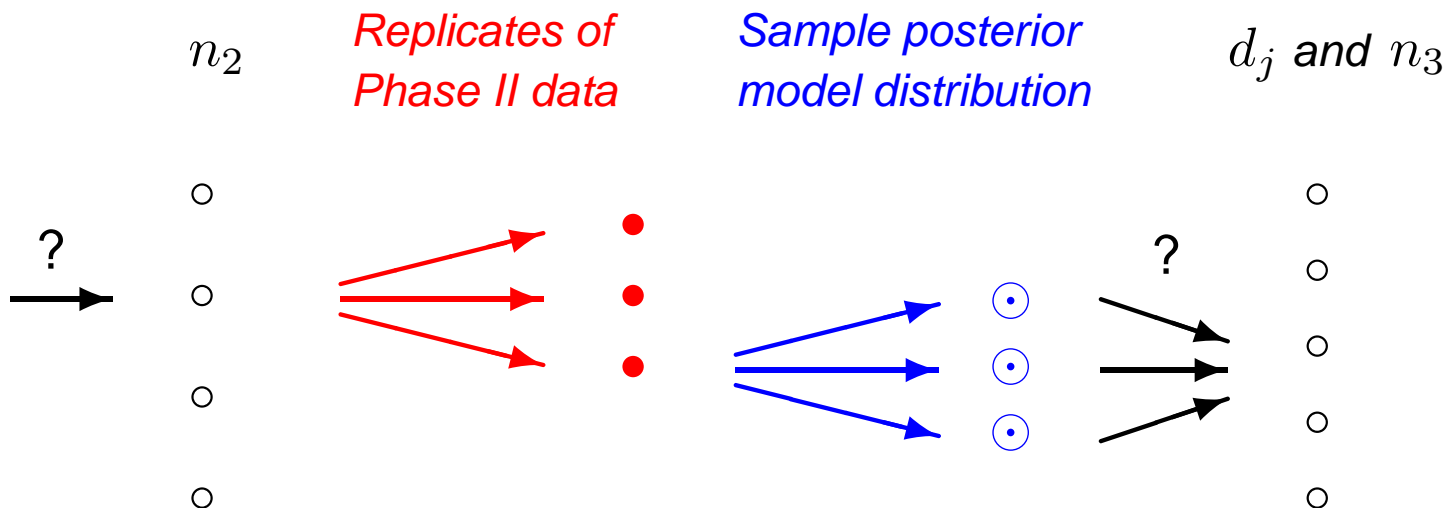 n₂
Replicates of
Phase II data
Sample posterior
model distribution
dⱼ and n₃
?
?